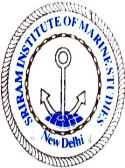 SRIRAM INSTITUTE OF MARINE STUDIES
New Delhi